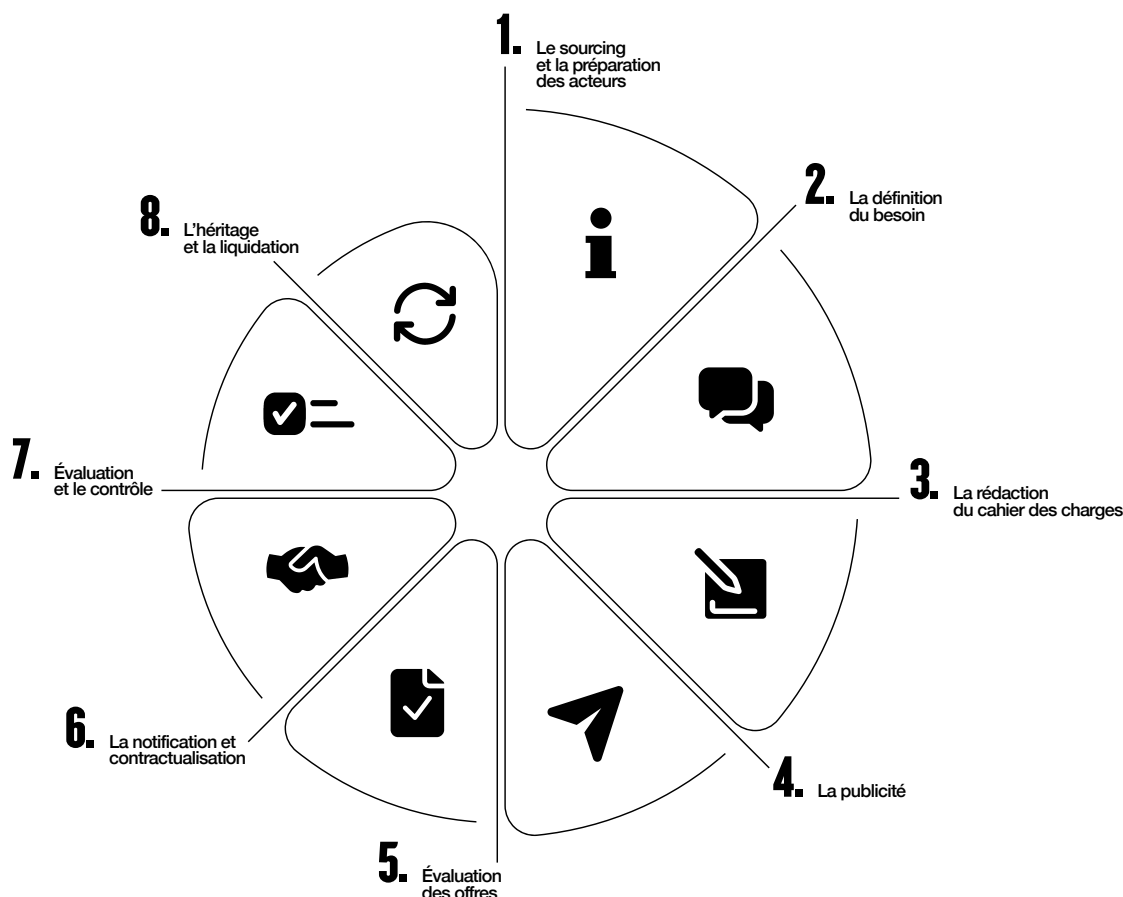 1. Le sourcing
et la préparation
des acteurs
2. La définition
du besoin
3. La rédaction
du cahier des charges
4. La publicité
5. Évaluation
des offres
6. La notification et
contractualisation
7. Évaluation
et le contrôle
8. L’héritage
et la liquidation